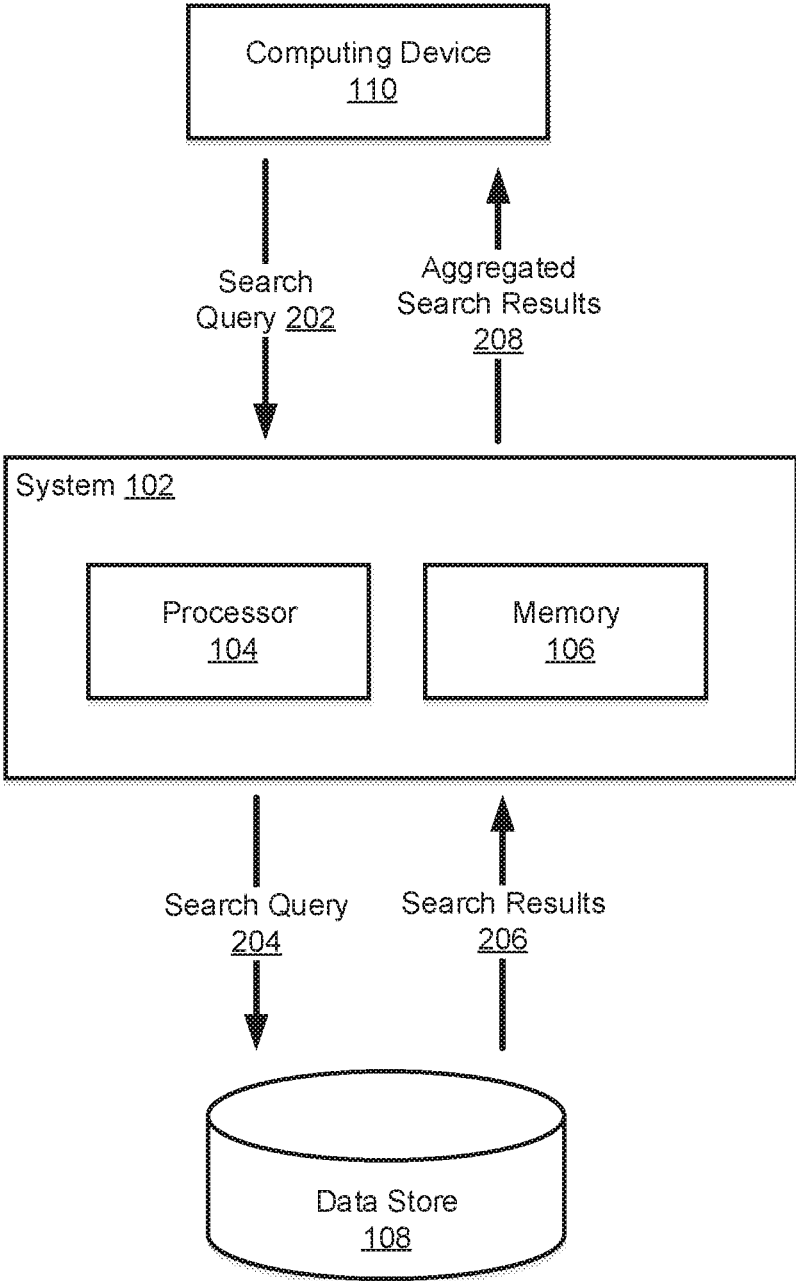 Computing Device
110
Search
Query 202
Aggregated
Search Results
208
System 102
Processor
104
Memory
106
Search Query
204
Search Results
206
Data Store
108